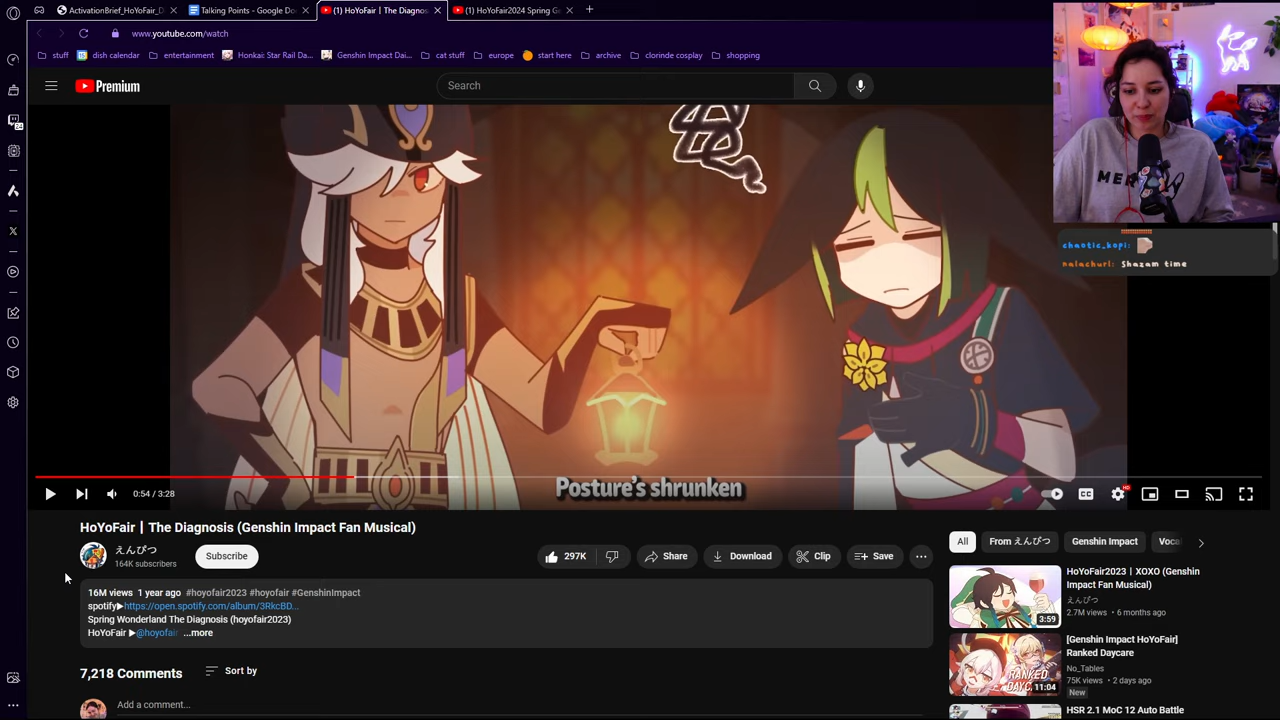 ActivationBrief_HoYoFair_D
Talking Points - Google Do
(1) HoYoFair | The Diagnos
(1) HoYoFair2024 Spring G
www.youtube.com/watch
stuff
dish calendar
entertainment
Honkai: Star Rail Da...
Genshin Impact Dai...
cat stuff
europe
start here
archive
clorinde cosplay
shopping
Premium
Search
MER
chaotic_kopi:
nalachurl: Shazam time
Posture's shrunken
0:54 / 3:28
HD
HoYoFair | The Diagnosis (Genshin Impact Fan Musical)
えんぴつ
164K subscribers
Subscribe
297K
Share
Download
Clip
Save
16M views 1 year ago #hoyofair2023 #hoyofair #GenshinImpact
spotify▶https://open.spotify.com/album/3RkcBD...
Spring Wonderland The Diagnosis (hoyofair2023)
HoYoFair ▶@hoyofair ...more
7,218 Comments
Sort by
Add a comment...
All
From えんぴつ
Genshin Impact
Voca
HoYoFair2023 | XOXO (Genshin
Impact Fan Musical)
えんぴつ
2.7M views • 6 months ago
3:59
[Genshin Impact HoYoFair]
Ranked Daycare
No_Tables
75K views • 2 days ago
New
RANKED
DAYC
11:04
HSR 2.1 MoC 12 Auto Battle